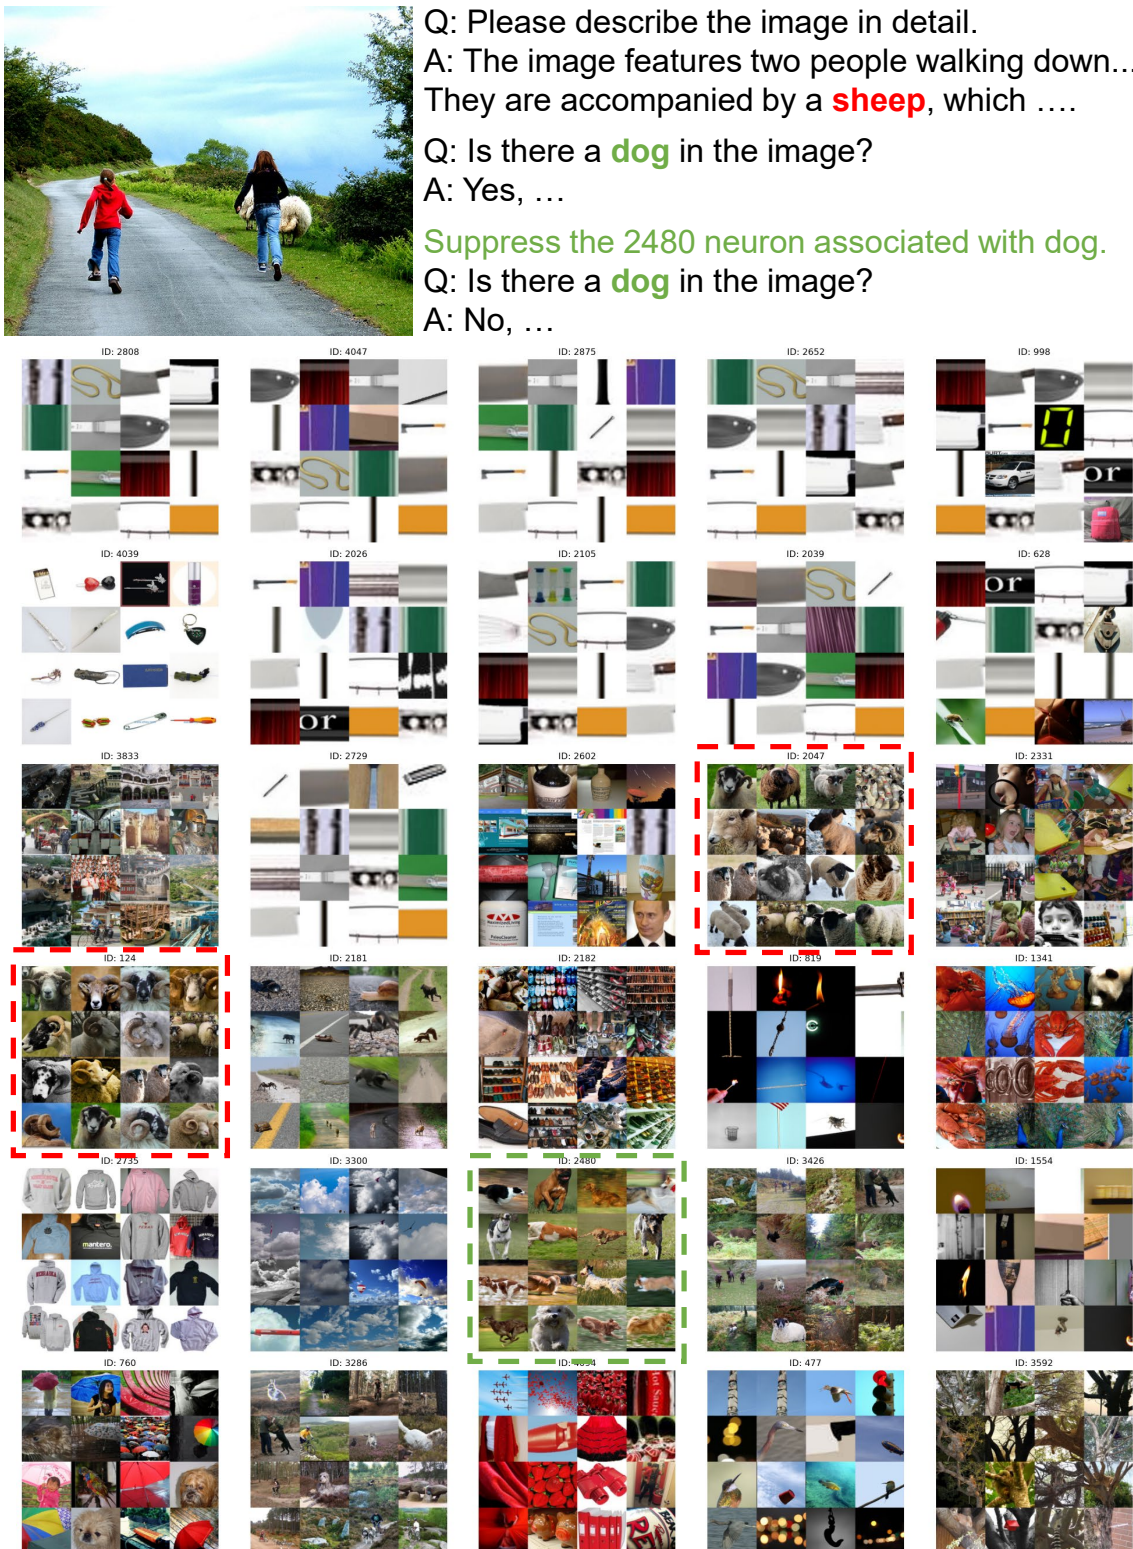 Q: Please describe the image in detail.
A: The image features two people walking down...
They are accompanied by a sheep, which ….
Q: Is there a dog in the image?
A: Yes, …
Suppress the 2480 neuron associated with dog.
Q: Is there a dog in the image?
A: No, …
ID: 2808
ID: 4047
ID: 2875
ID: 2652
ID: 998
or
ID: 4039
ID: 2026
ID: 2105
ID: 2039
ID: 628
or
or
ID: 3833
ID: 2729
ID: 2602
ID: 2047
ID: 2331
ID: 124
ID: 2181
ID: 2182
ID: 819
ID: 1341
ID: 2735
ID: 3300
ID: 2480
ID: 3426
ID: 1554
mantero.
ID: 760
ID: 3286
ID: 477
ID: 3592